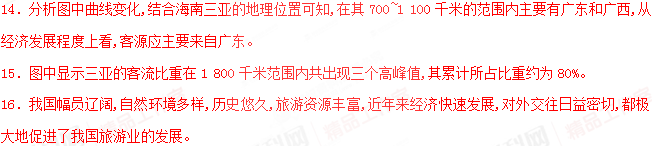 14．分析图中曲线变化,结合海南三亚的地理位置可知,在其 700~1 100 千米的范围内主要有广东和广西,从
经济发展程度上看,客源应主要来自广东。
15．图中显示三亚的客流比重在 1 800 千米范围内共出现三个高峰值,其累计所占比重约为 80%。
16．我国幅员辽阔,自然环境多样,历史悠久,旅游资源丰富,近年来经济快速发展,对外交往日益密切,都极
大地促进了我国旅游业的发展。